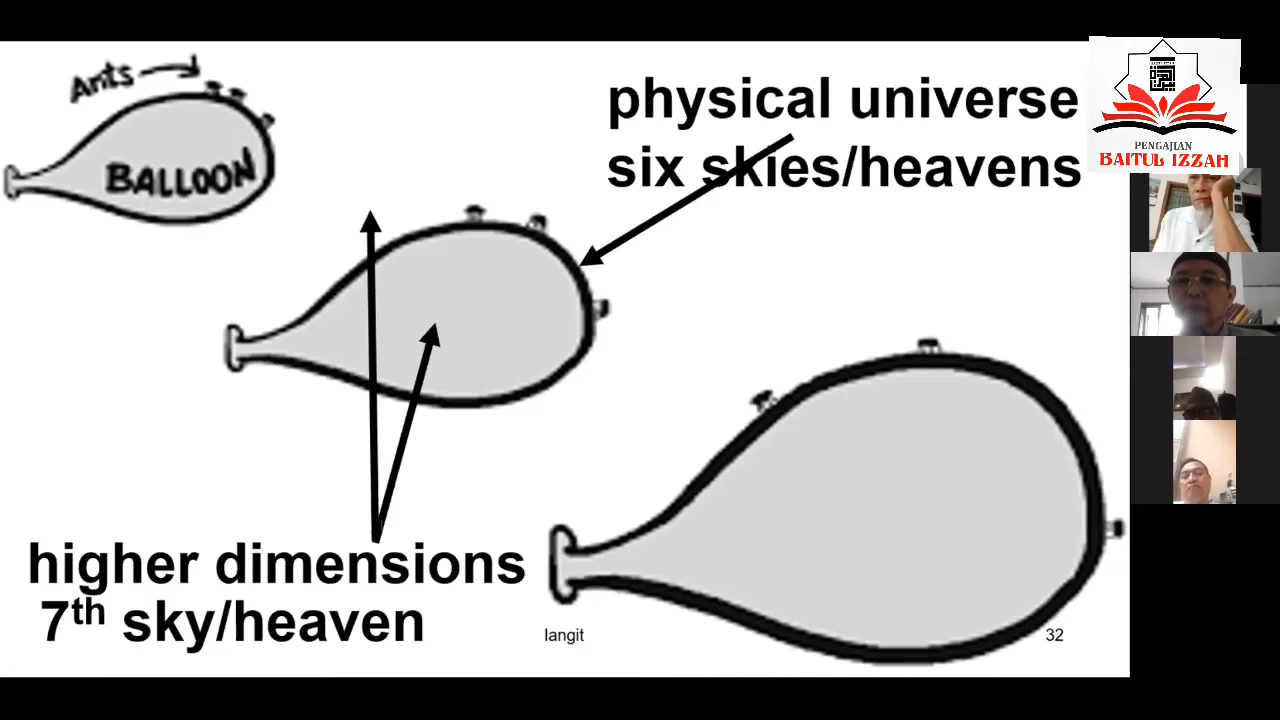 Ants
BALLOON
physical universe
six skies/heavens
PENGAJIAN
BAITUL IZZAH
higher dimensions
7th sky/heaven
langit
32